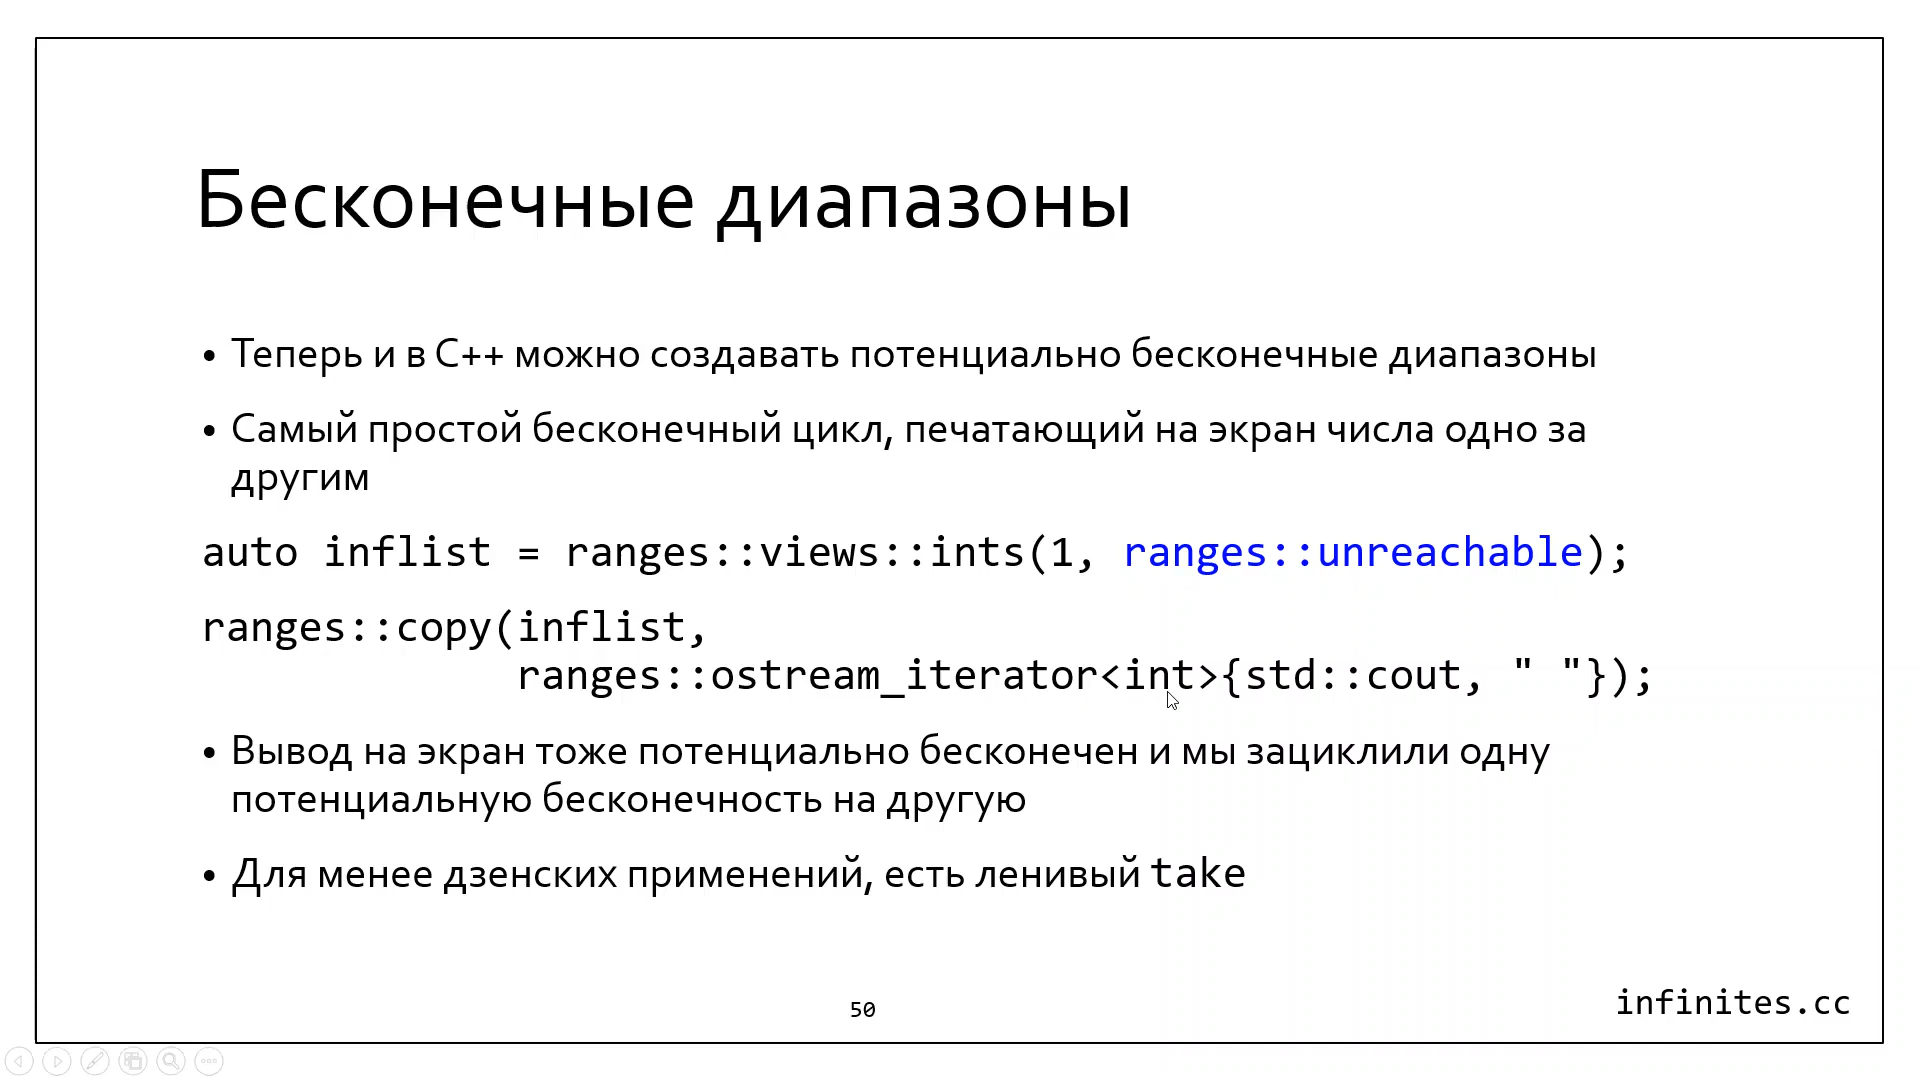 Бесконечные диапазоны
• Теперь и в C++ можно создавать потенциально бесконечные диапазоны
• Самый простой бесконечный цикл, печатающий на экран числа одно за
другим
auto inflist = ranges::views::ints(1, ranges::unreachable);
ranges::copy(inflist,
ranges::ostream_iterator<int>{std::cout, " "});
• Вывод на экран тоже потенциально бесконечен и мы зациклили одну
потенциальную бесконечность на другую
• Для менее дзенских применений, есть ленивый take
50
infinites.cc